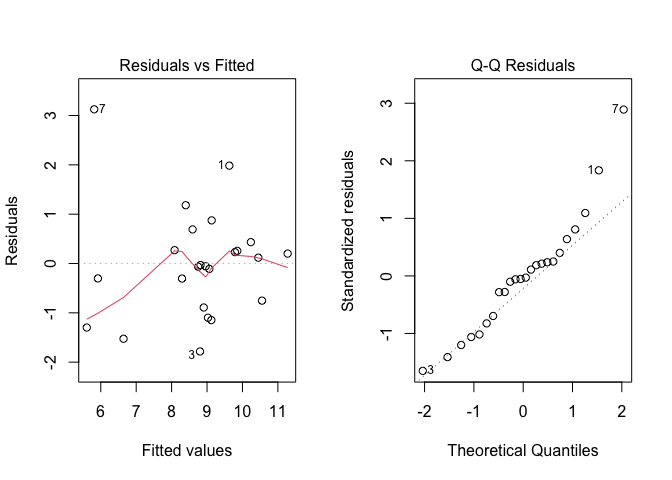 Residuals vs Fitted
Residuals
3
2
1
0
-1
-2
7
1
3
6 7 8 9 10 11
Fitted values
Q-Q Residuals
Standardized residuals
3
2
1
0
-1
7
1
3
-2 -1 0 1 2
Theoretical Quantiles